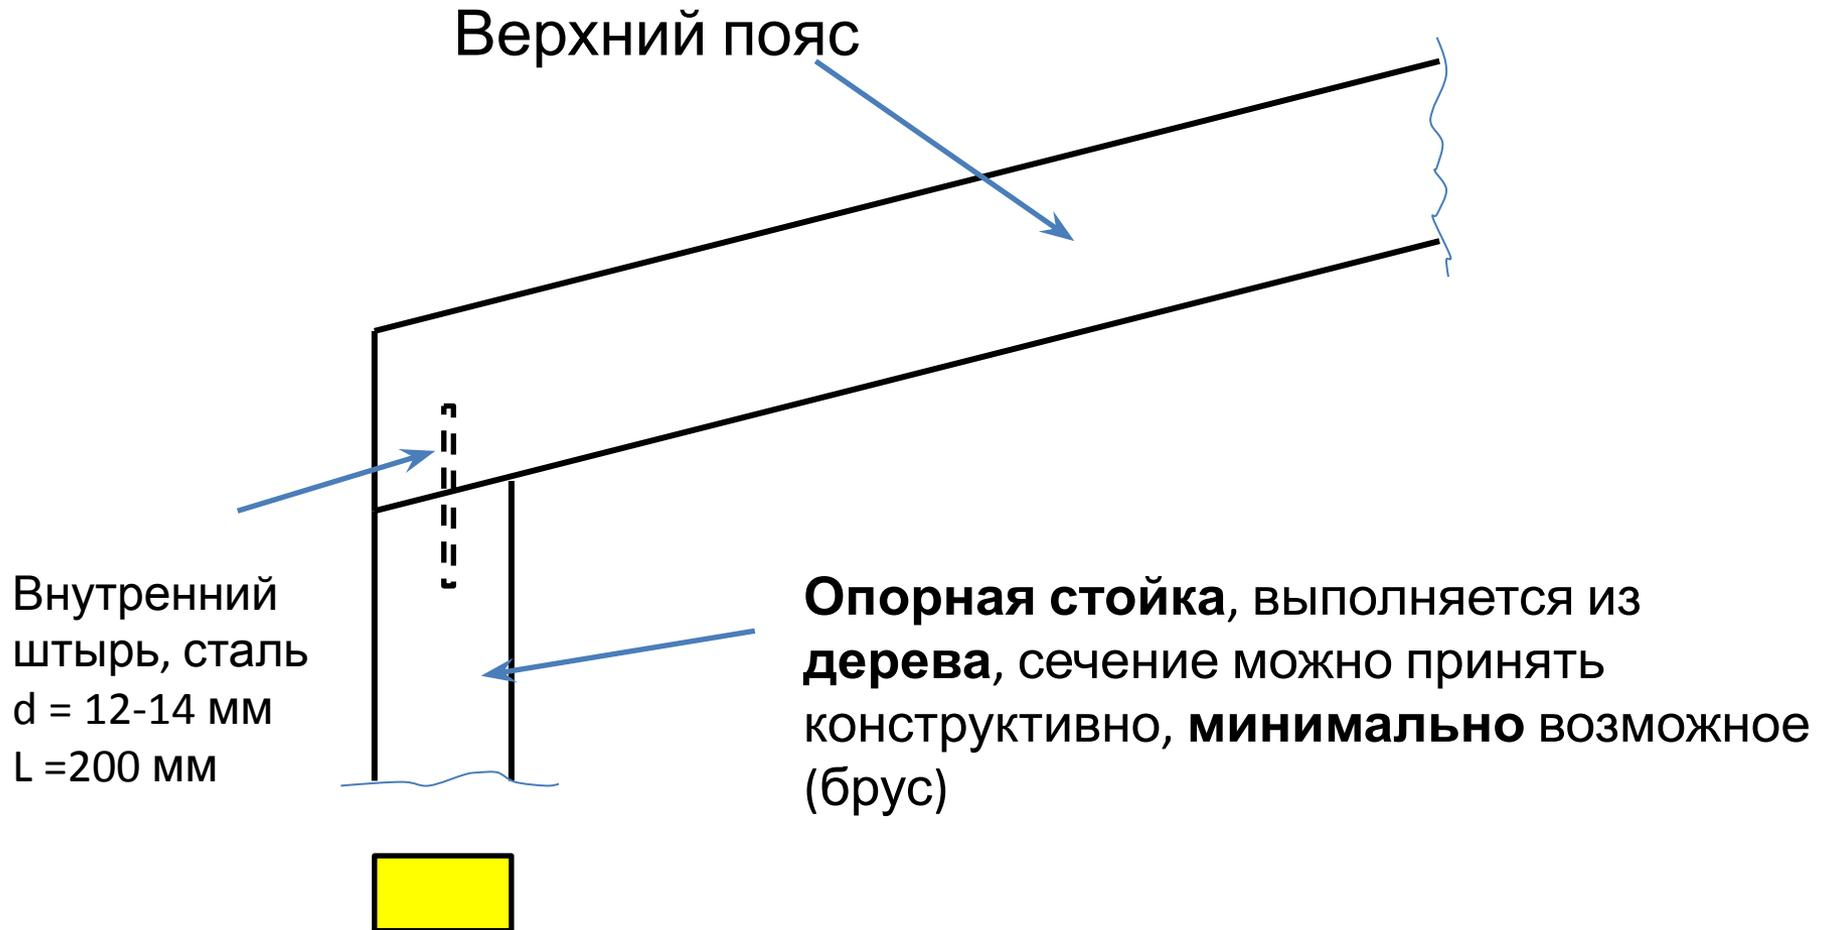 Верхний пояс
Внутренний
штырь, сталь
d = 12-14 мм
L =200 мм
Опорная стойка, выполняется из
дерева, сечение можно принять
конструктивно, минимально возможное
(брус)